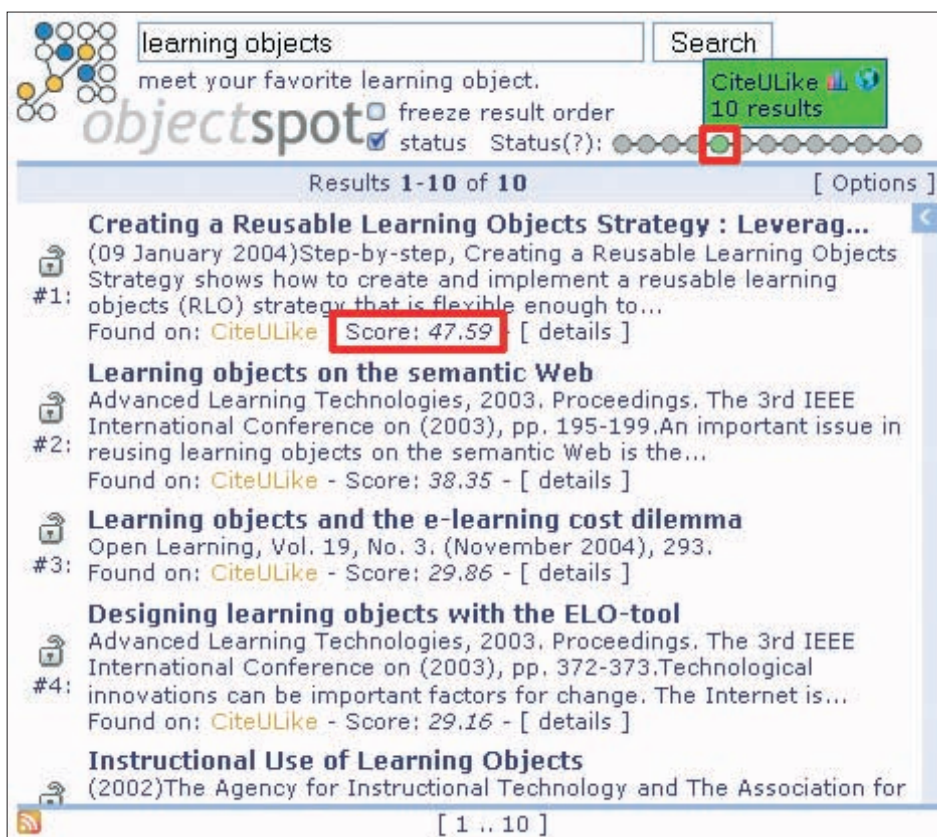 learning objects
Search
meet your favorite learning object.
CiteULike
10 results
objectspot
freeze result order
status Status(?):
Results 1-10 of 10 [ Options ]
Creating a Reusable Learning Objects Strategy : Leverag...
(09 January 2004)Step-by-step, Creating a Reusable Learning Objects
Strategy shows how to create and implement a reusable learning
#1: objects (RLO) strategy that is flexible enough to...
Found on: CiteULike - Score: 47.59 - [ details ]
Learning objects on the semantic Web
Advanced Learning Technologies, 2003. Proceedings. The 3rd IEEE
International Conference on (2003), pp. 195-199.An important issue in
#2: reusing learning objects on the semantic Web is the...
Found on: CiteULike - Score: 38.35 - [ details ]
Learning objects and the e-learning cost dilemma
Open Learning, Vol. 19, No. 3. (November 2004), 293.
#3: Found on: CiteULike - Score: 29.86 - [ details ]
Designing learning objects with the ELO-tool
Advanced Learning Technologies, 2003. Proceedings. The 3rd IEEE
International Conference on (2003), pp. 372-373.Technological
#4: innovations can be important factors for change. The Internet is...
Found on: CiteULike - Score: 29.16 - [ details ]
Instructional Use of Learning Objects
(2002)The Agency for Instructional Technology and The Association for
[ 1 .. 10 ]